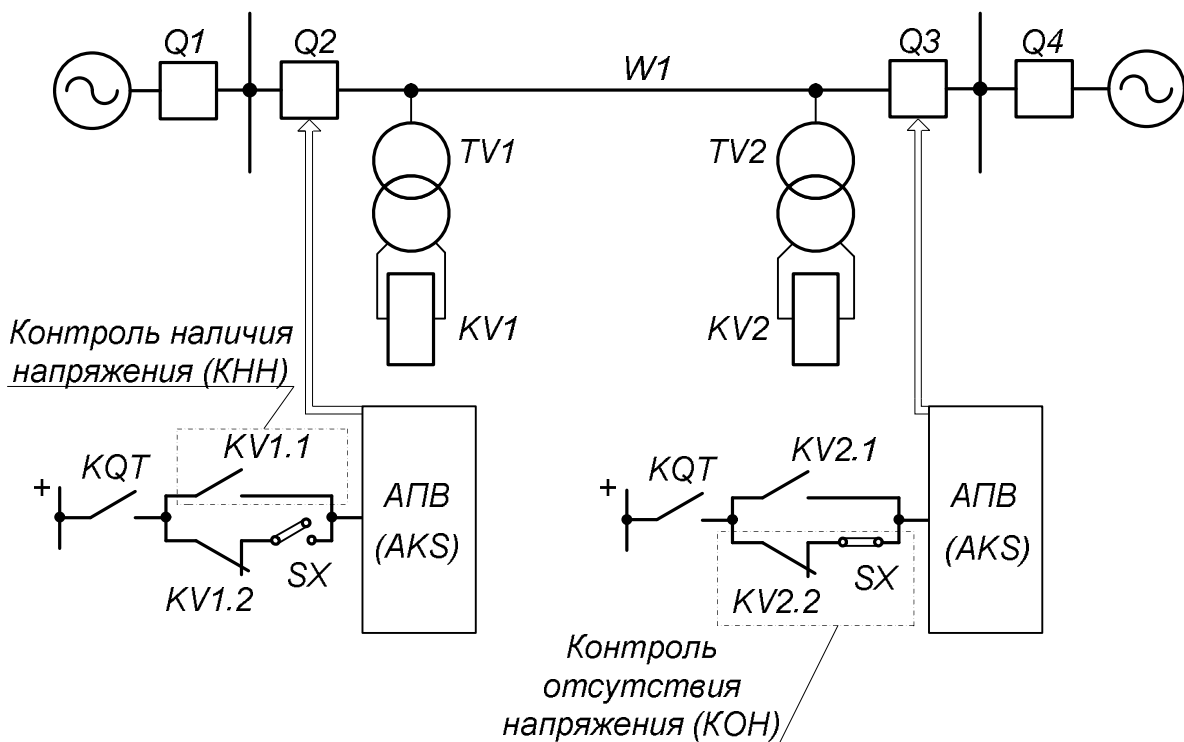 Q1
Q2
W1
Q3
Q4
TV1
TV2
KV1
KV2
Контроль наличия
напряжения (КНН)
KV1.1
KQT
+
АПВ
(AKS)
SX
KV1.2
KV2.1
KQT
+
АПВ
(AKS)
SX
KV2.2
Контроль
отсутствия
напряжения (КОН)